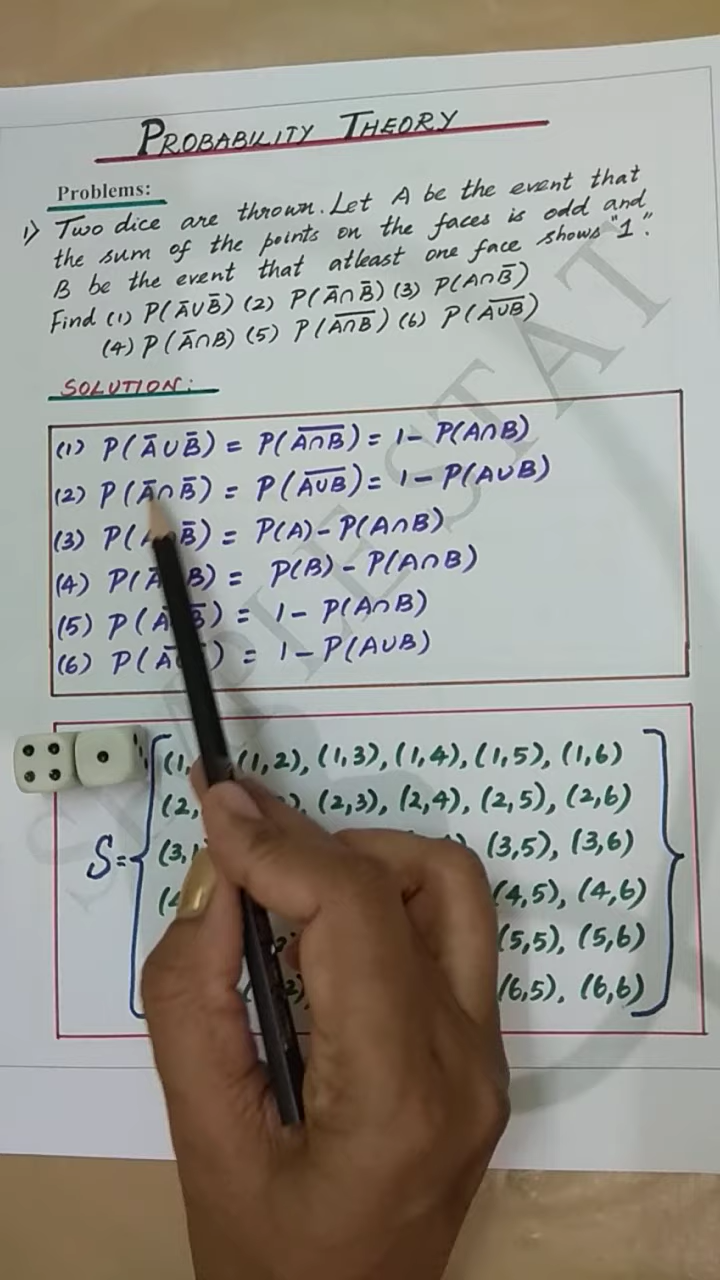 PROBABILITY THEORY
Problems:
1) Two dice are thrown. Let A be the event that
the sum of the points on the faces is odd and
B be the event that atleast one face shows "1".
Find (1) P(A̅∪B̅) (2) P(A̅∩B̅) (3) P(A∩B̅)
(4) P(A̅∩B) (5) P(A̅∩̅B̅) (6) P(A̅∪̅B̅)
SOLUTION:
(1) P(A̅∪B̅) = P(A̅∩̅B̅) = 1 - P(A∩B)
(2) P(A̅∩B̅) = P(A̅∪̅B̅) = 1 - P(A∪B)
(3) P(A∩B̅) = P(A) - P(A∩B)
(4) P(A̅ B) = P(B) - P(A∩B)
(5) P(A̅ B̅) = 1 - P(A∩B)
(6) P(A̅ ) = 1 - P(A∪B)
(1, (1,2), (1,3), (1,4), (1,5), (1,6)
(2, (2,3), (2,4), (2,5), (2,6)
S= (3,1 (3,5), (3,6)
(4 (4,5), (4,6)
(5,5), (5,6)
(6,5), (6,6)
SIMPLE STAT